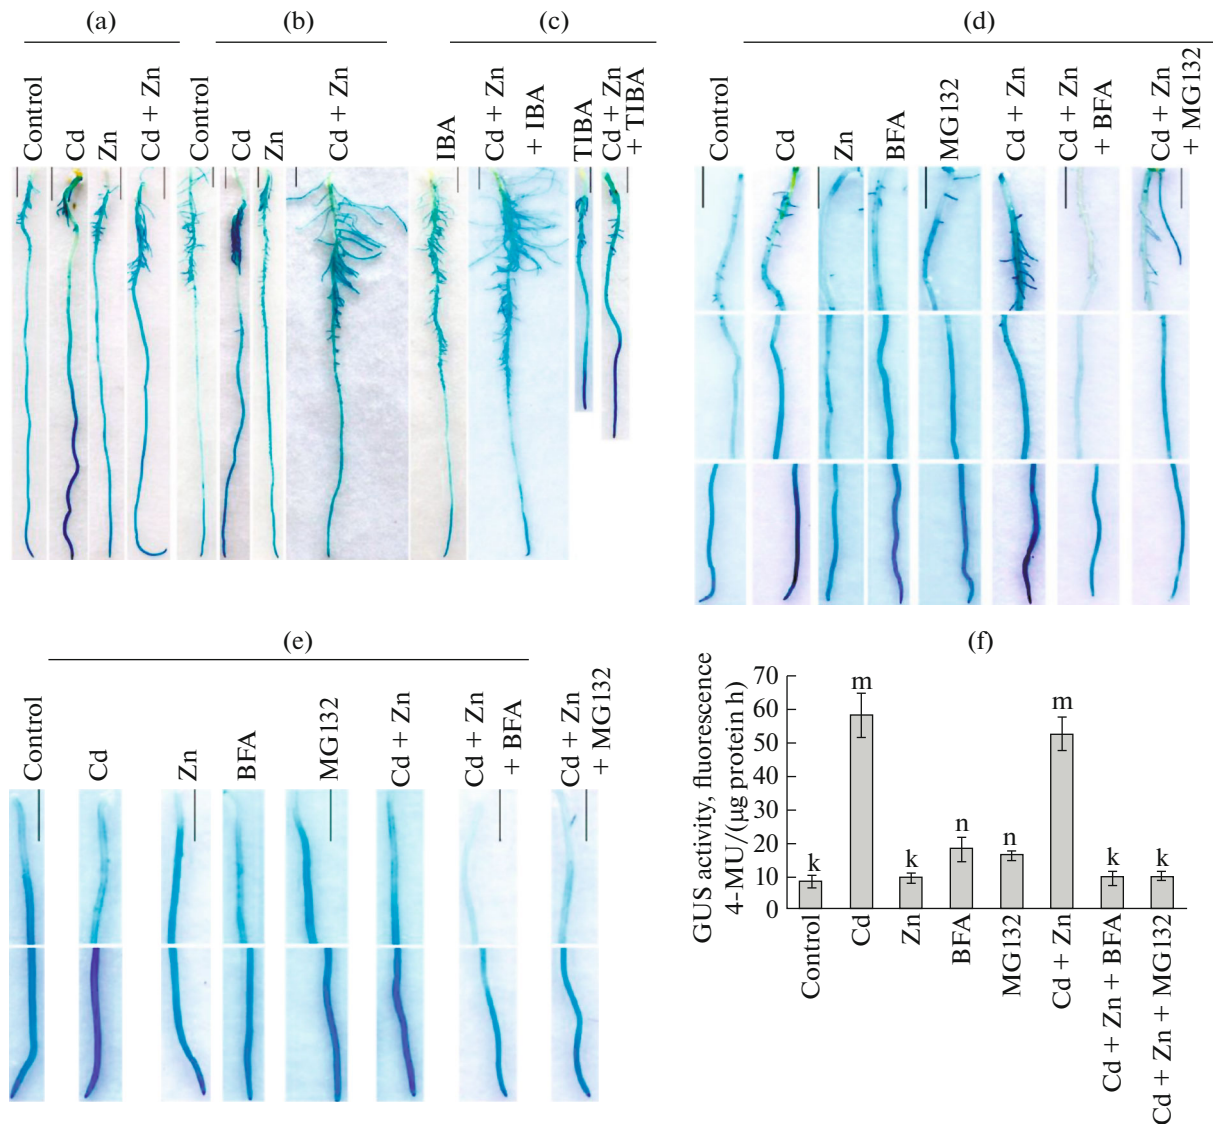 (a)
Control
Cd
Zn
Cd + Zn
(b)
Control
Cd
Zn
Cd + Zn
(c)
IBA
Cd + Zn
+ IBA
TIBA
Cd + Zn
+ TIBA
(d)
Control
Cd
Zn
BFA
MG132
Cd + Zn
Cd + Zn
+ BFA
Cd + Zn
+ MG132
(e)
Control
Cd
Zn
BFA
MG132
Cd + Zn
Cd + Zn
+ BFA
Cd + Zn
+ MG132
(f)
GUS activity, fluorescence
4-MU/(μg protein h)
70
60
50
40
30
20
10
0
k
m
k
n
n
m
k
k
Control
Cd
Zn
BFA
MG132
Cd + Zn
Cd + Zn + BFA
Cd + Zn + MG132